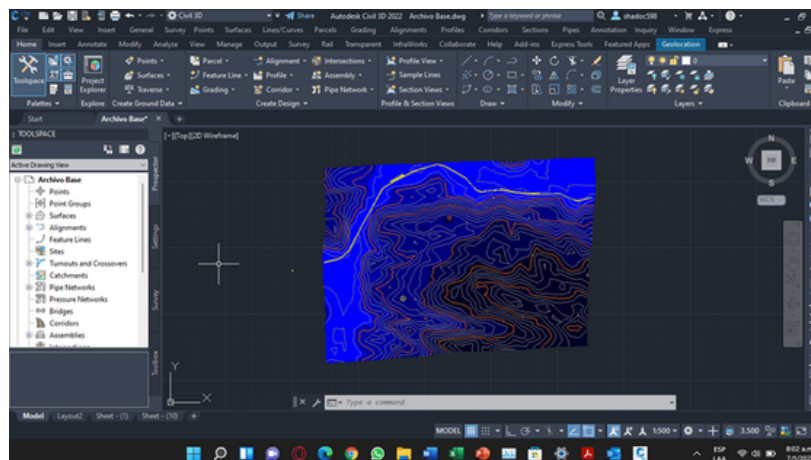 Civil 3D
Share
Autodesk Civil 3D 2022 Archivo Base.dwg
Type a keyword or phrase
shadoc598
File Edit View Insert General Survey Points Surfaces Lines/Curves Parcels Grading Alignments Profiles Corridors Sections Pipes Annotation Inquiry Window Express
Home Insert Annotate Modify Analyze View Manage Output Survey Rail Transparent InfraWorks Collaborate Help Add-ins Express Tools Featured Apps Geolocation
Points Parcel Alignment Intersections Profile View
Toolspace Project Explorer Surfaces Feature Line Profile Assembly Sample Lines Layer Properties Paste
Traverse Grading Corridor Pipe Network Section Views
Palettes Explore Create Ground Data Create Design Profile & Section Views Draw Modify Layers Clipboard
Start Archivo Base*
TOOLSPACE
[-][Top][2D Wireframe]
Active Drawing View
Archivo Base
Points
Point Groups
Surfaces
Alignments
Feature Lines
Sites
Turnouts and Crossovers
Catchments
Pipe Networks
Pressure Networks
Bridges
Corridors
Assemblies
Prospector
Settings
Survey
Toolbox
N
W TOP E
S
WCS
Y
X
Type a command
Model Layout2 Sheet - (1) Sheet - (10) +
MODEL 1:500 3.500
ESP
LAA
8:02 a.m.